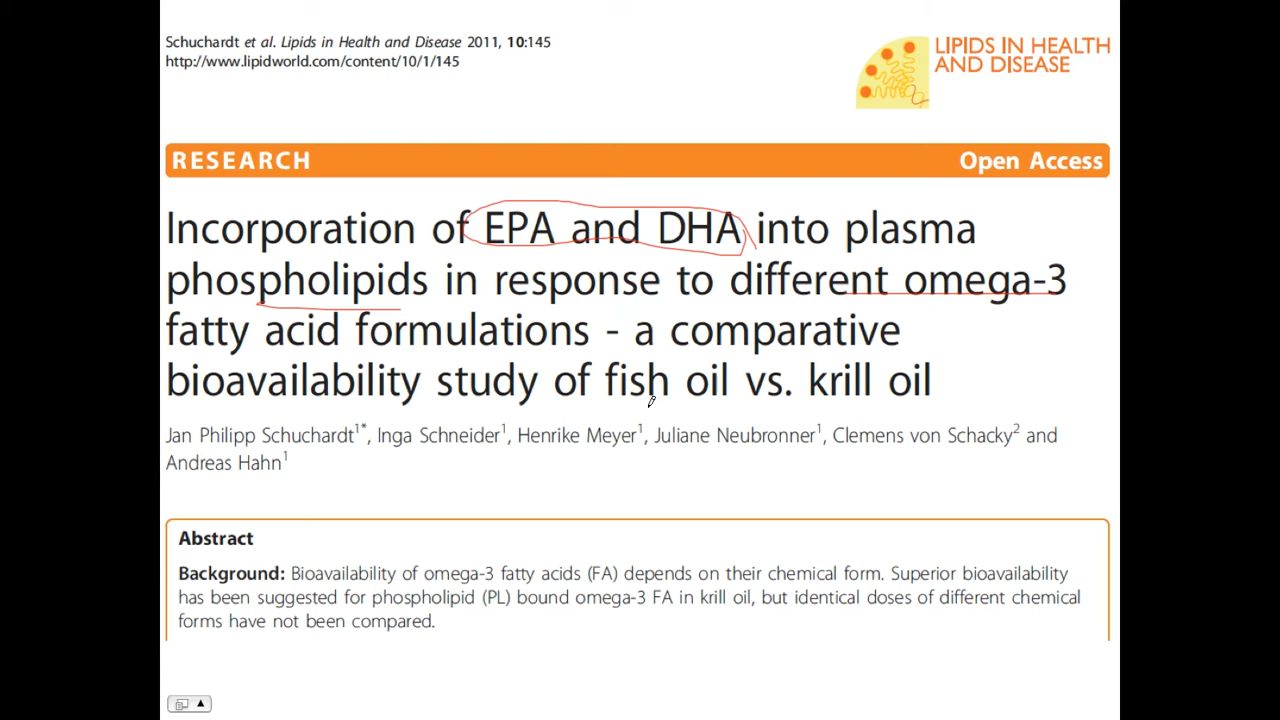 Schuchardt et al. Lipids in Health and Disease 2011, 10:145
http://www.lipidworld.com/content/10/1/145
LIPIDS IN HEALTH
AND DISEASE
RESEARCH Open Access
Incorporation of EPA and DHA into plasma
phospholipids in response to different omega-3
fatty acid formulations - a comparative
bioavailability study of fish oil vs. krill oil
Jan Philipp Schuchardt1*, Inga Schneider1, Henrike Meyer1, Juliane Neubronner1, Clemens von Schacky2 and
Andreas Hahn1
Abstract
Background: Bioavailability of omega-3 fatty acids (FA) depends on their chemical form. Superior bioavailability
has been suggested for phospholipid (PL) bound omega-3 FA in krill oil, but identical doses of different chemical
forms have not been compared.